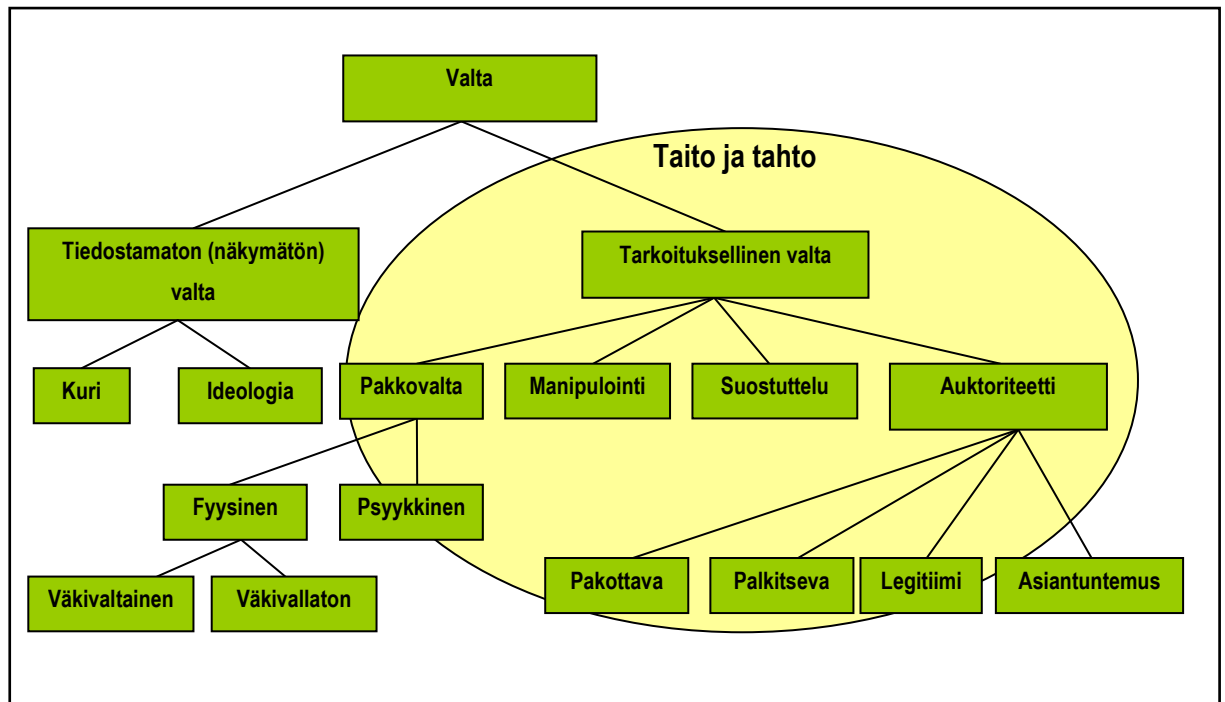 Valta
Taito ja tahto
Tiedostamaton (näkymätön)
valta
Tarkoituksellinen valta
Kuri
Ideologia
Pakkovalta
Manipulointi
Suostuttelu
Auktoriteetti
Fyysinen
Psyykkinen
Väkivaltainen
Väkivallaton
Pakottava
Palkitseva
Legitiimi
Asiantuntemus